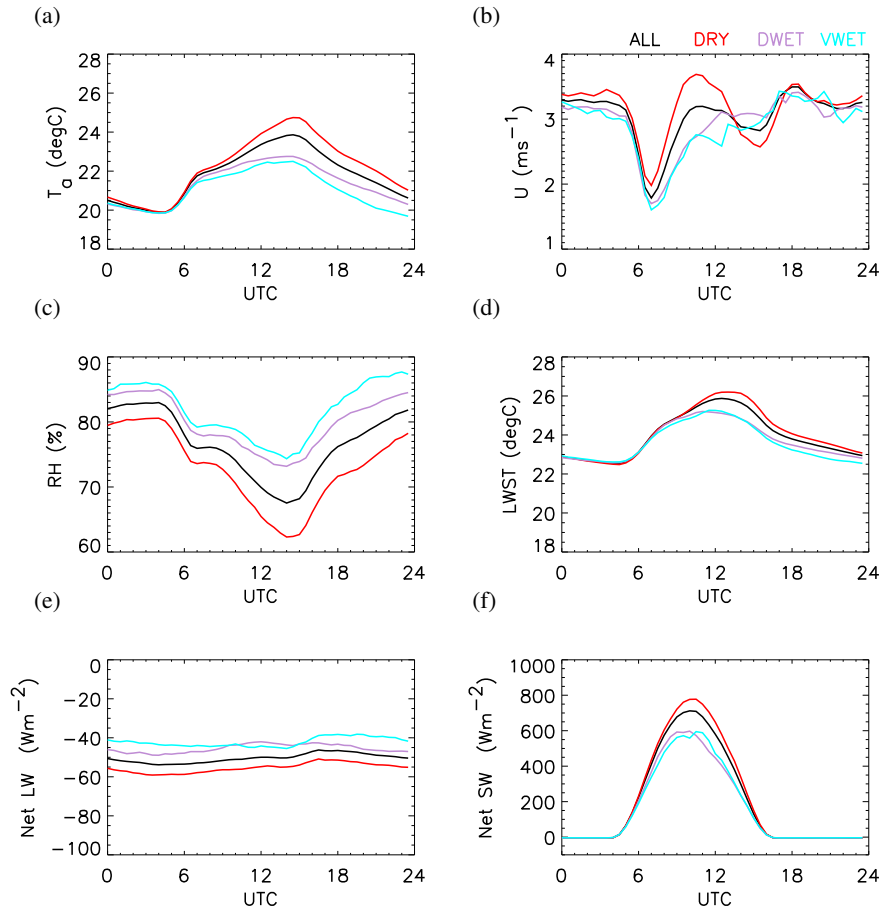 (a)
(b)
ALL DRY DWET VWET
28
26
24
22
20
18
T_a (degC)
0 6 12 18 24
UTC
4
3
2
1
U (ms⁻¹)
0 6 12 18 24
UTC
(c)
(d)
90
80
70
60
RH (%)
0 6 12 18 24
UTC
28
26
24
22
20
18
LWST (degC)
0 6 12 18 24
UTC
(e)
(f)
0
-20
-40
-60
-80
-100
Net LW (Wm⁻²)
0 6 12 18 24
UTC
1000
800
600
400
200
0
Net SW (Wm⁻²)
0 6 12 18 24
UTC